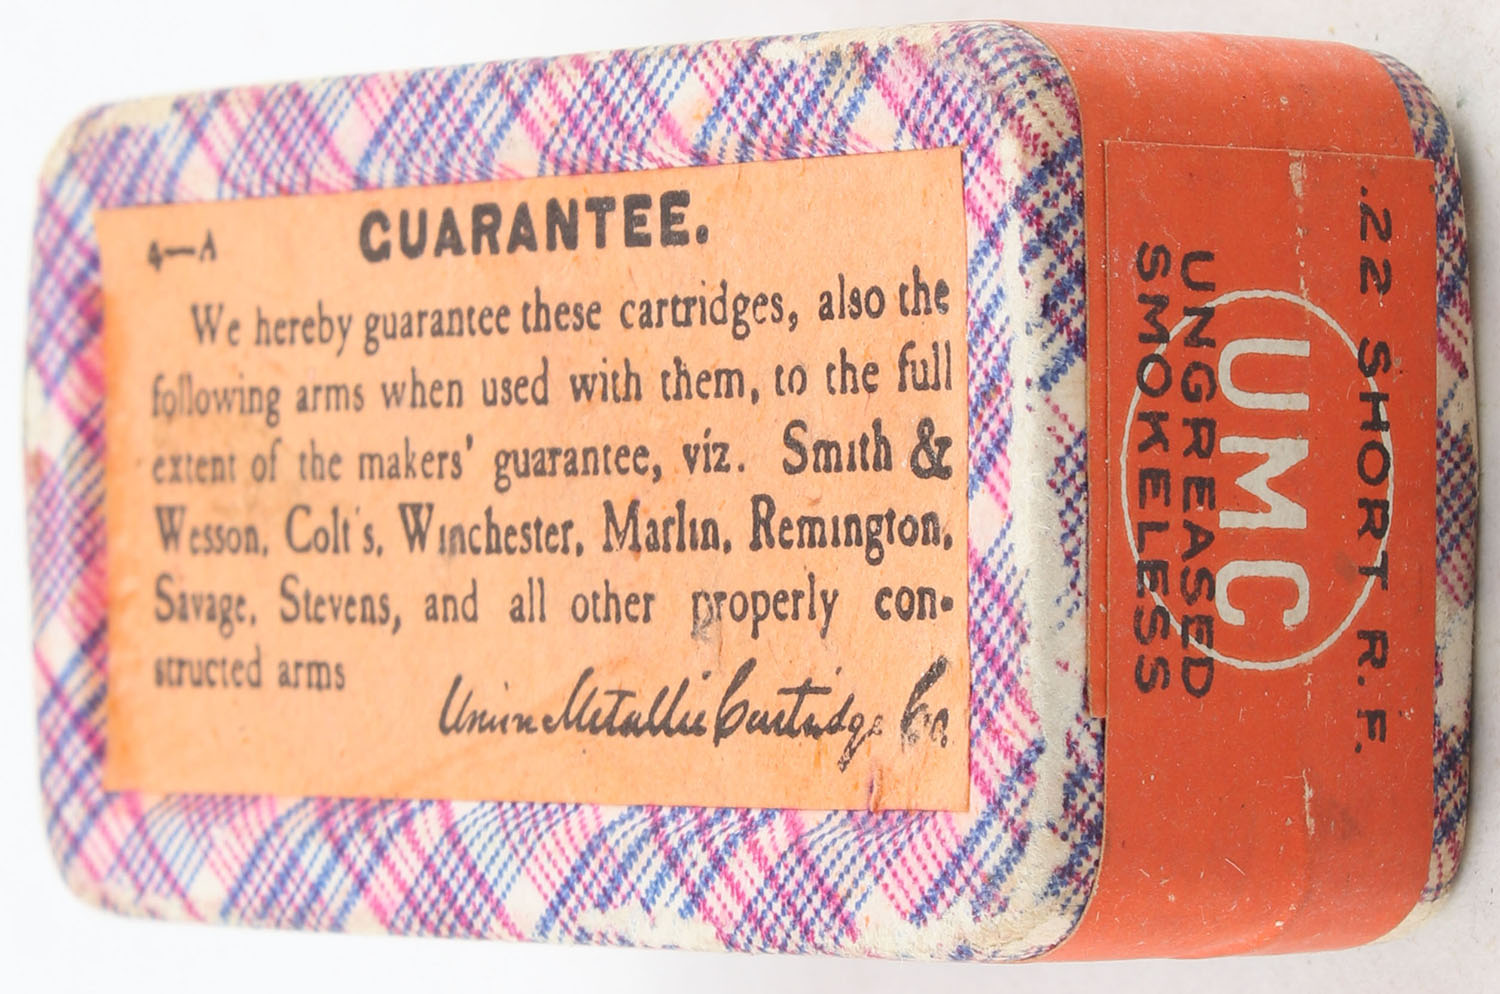 4—A
GUARANTEE.
We hereby guarantee these cartridges, also the
following arms when used with them, to the full
extent of the makers' guarantee, viz. Smith &
Wesson, Colt's, Winchester, Marlin, Remington,
Savage, Stevens, and all other properly con-
structed arms
Union Metallic Cartridge Co.
.22 SHORT R. F.
UMC
UNGREASED
SMOKELESS